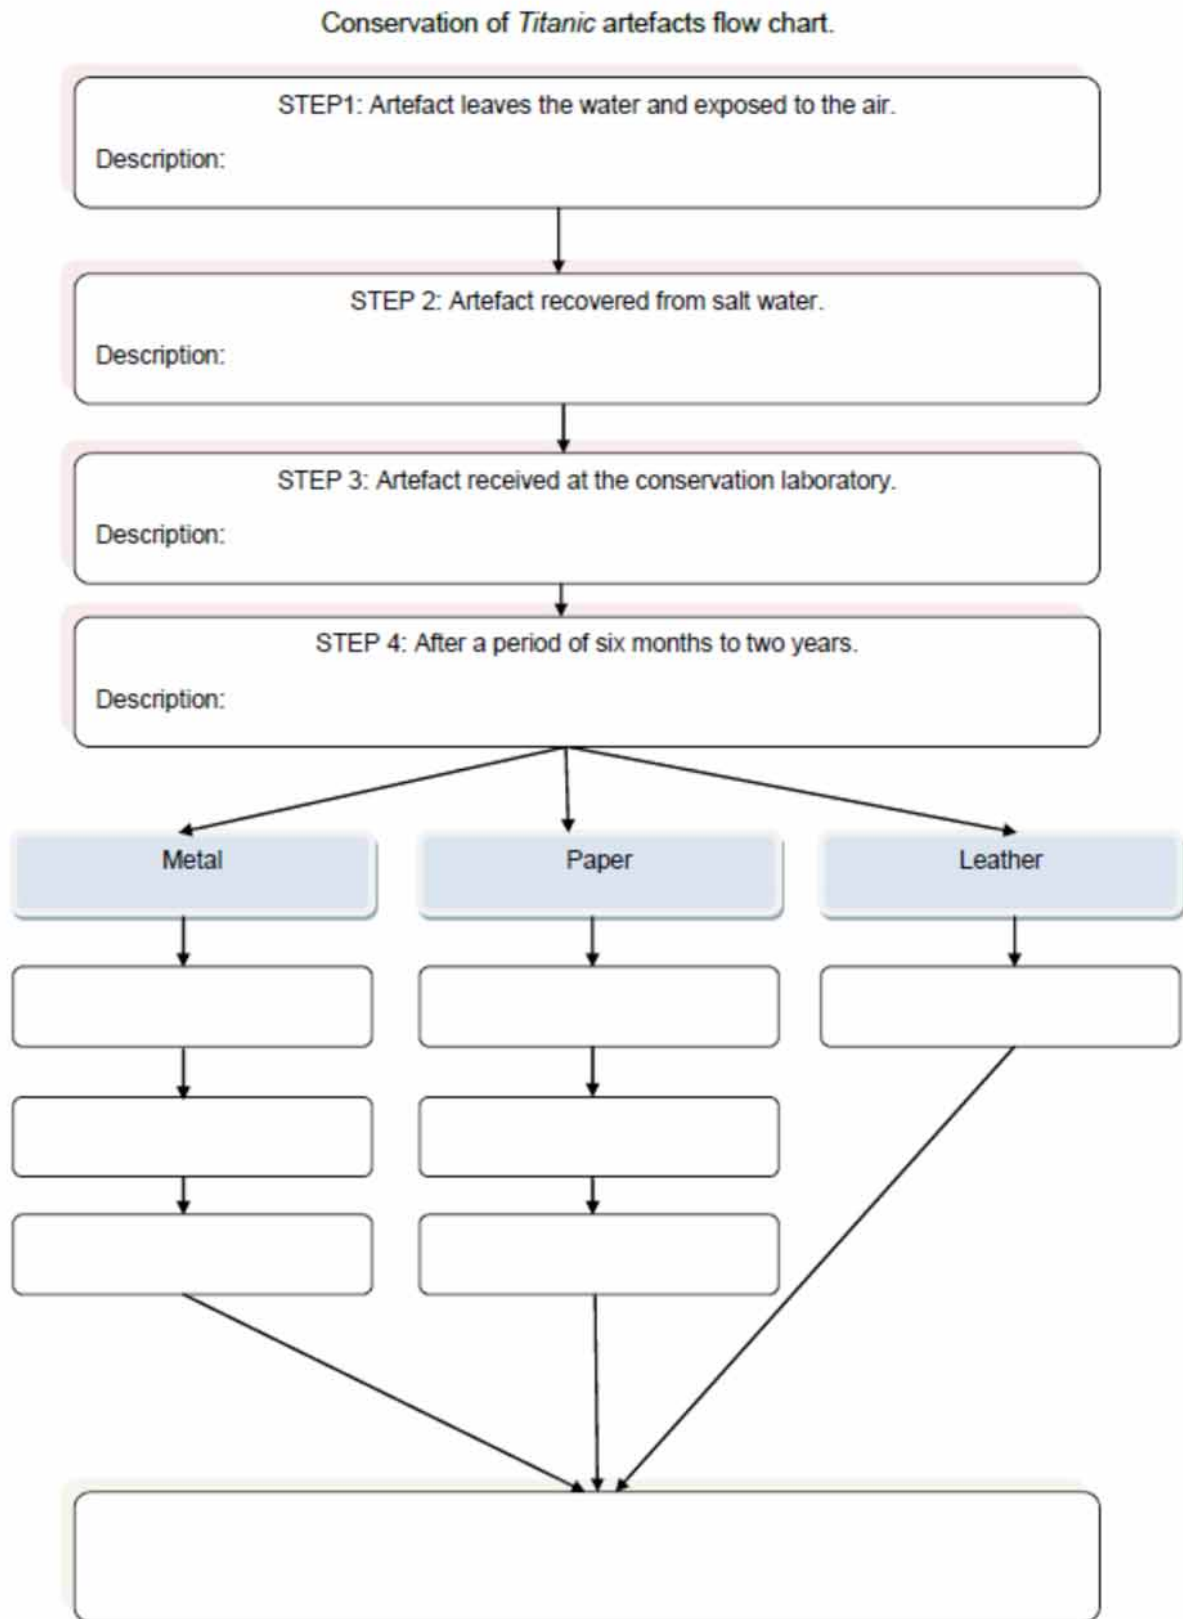 Conservation of Titanic artefacts flow chart.
STEP1: Artefact leaves the water and exposed to the air.
Description:
STEP 2: Artefact recovered from salt water.
Description:
STEP 3: Artefact received at the conservation laboratory.
Description:
STEP 4: After a period of six months to two years.
Description:
Metal
Paper
Leather